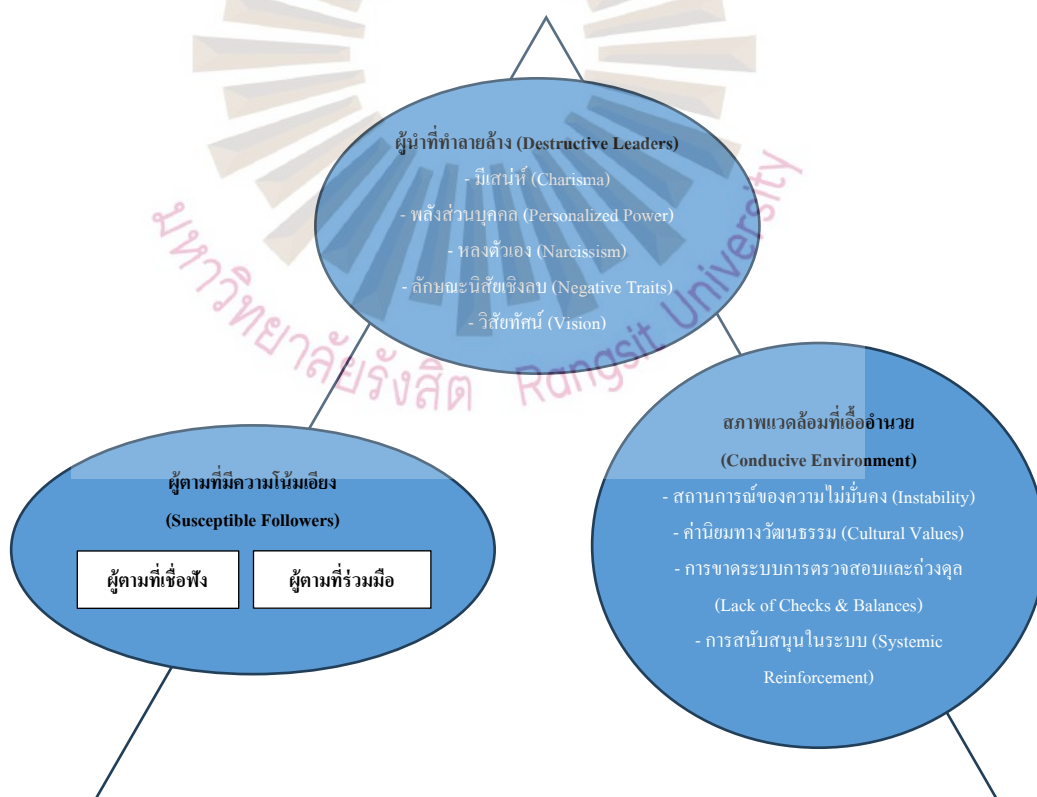 ผู้นำที่ทำลายล้าง (Destructive Leaders)
- มีเสน่ห์ (Charisma)
- พลังส่วนบุคคล (Personalized Power)
- หลงตัวเอง (Narcissism)
- ลักษณะนิสัยเชิงลบ (Negative Traits)
- วิสัยทัศน์ (Vision)
มหาวิทยาลัยรังสิต Rangsit University
ผู้ตามที่มีความโน้มเอียง
(Susceptible Followers)
ผู้ตามที่เชื่อฟัง
ผู้ตามที่ร่วมมือ
สภาพแวดล้อมที่เอื้ออำนวย
(Conducive Environment)
- สถานการณ์ของความไม่มั่นคง (Instability)
- ค่านิยมทางวัฒนธรรม (Cultural Values)
- การขาดระบบการตรวจสอบและถ่วงดุล
(Lack of Checks & Balances)
- การสนับสนุนในระบบ (Systemic
Reinforcement)